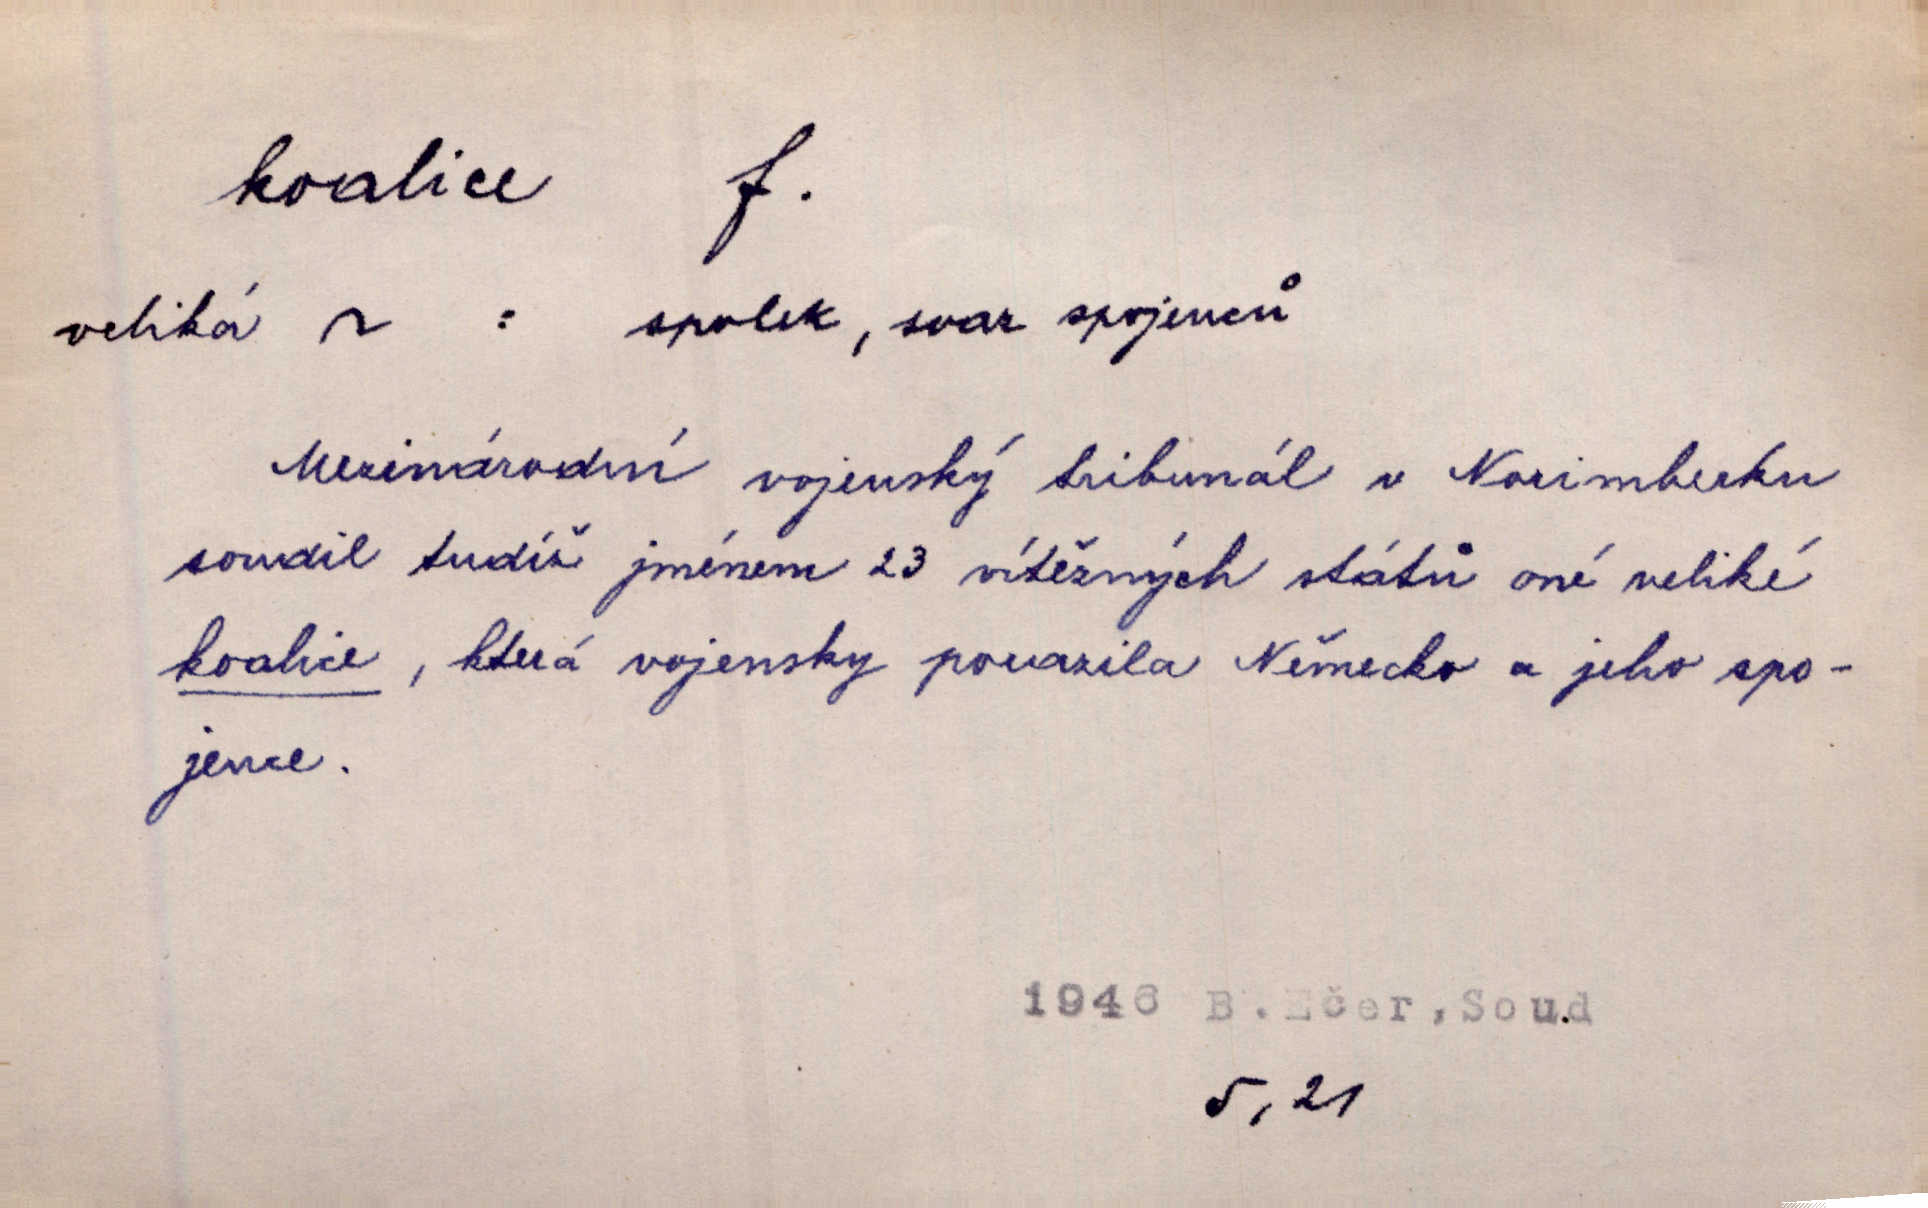 koalice f.
veliká ~ : spolek, svaz spojenců
Mezinárodní vojenský tribunál v Norimberku
soudil tudíž jménem 23 vítězných států oné veliké
koalice, která vojensky porazila Německo a jeho spo-
jence.
1946 B. Ečer, Soud
5, 21